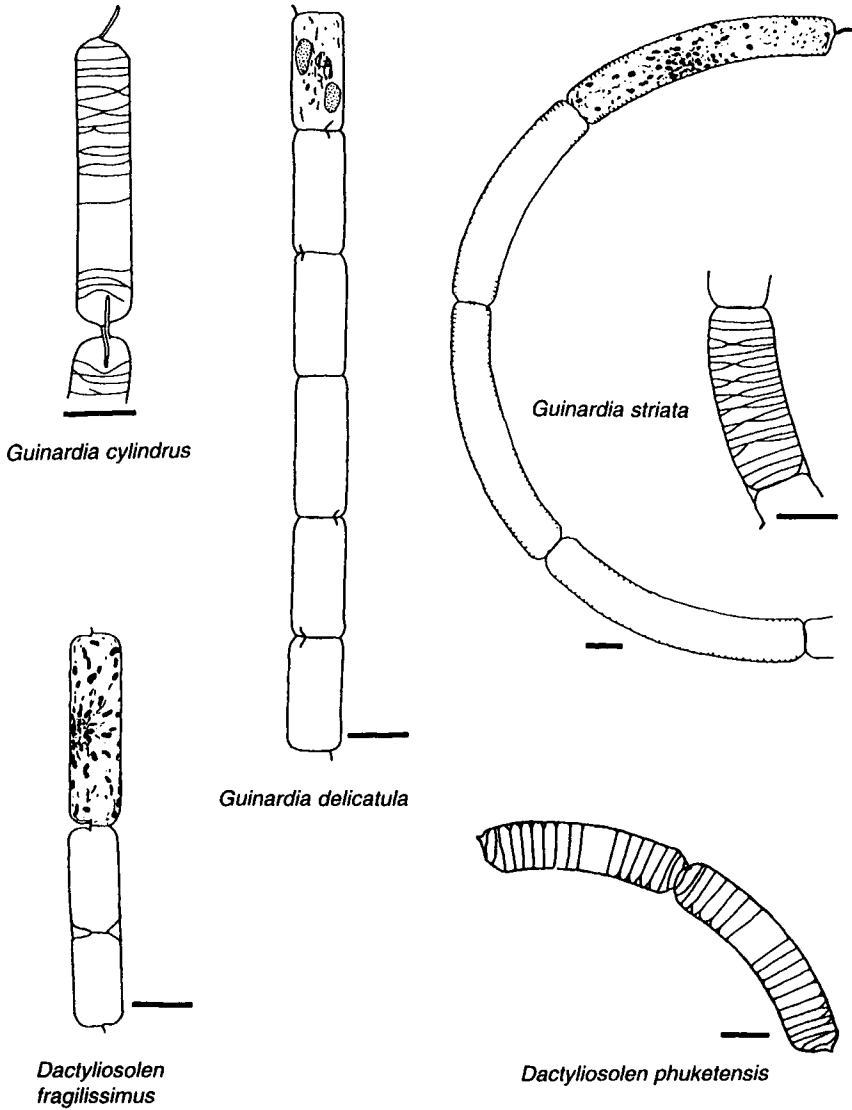 Guinardia cylindrus
Guinardia striata
Guinardia delicatula
Dactyliosolen
fragilissimus
Dactyliosolen phuketensis